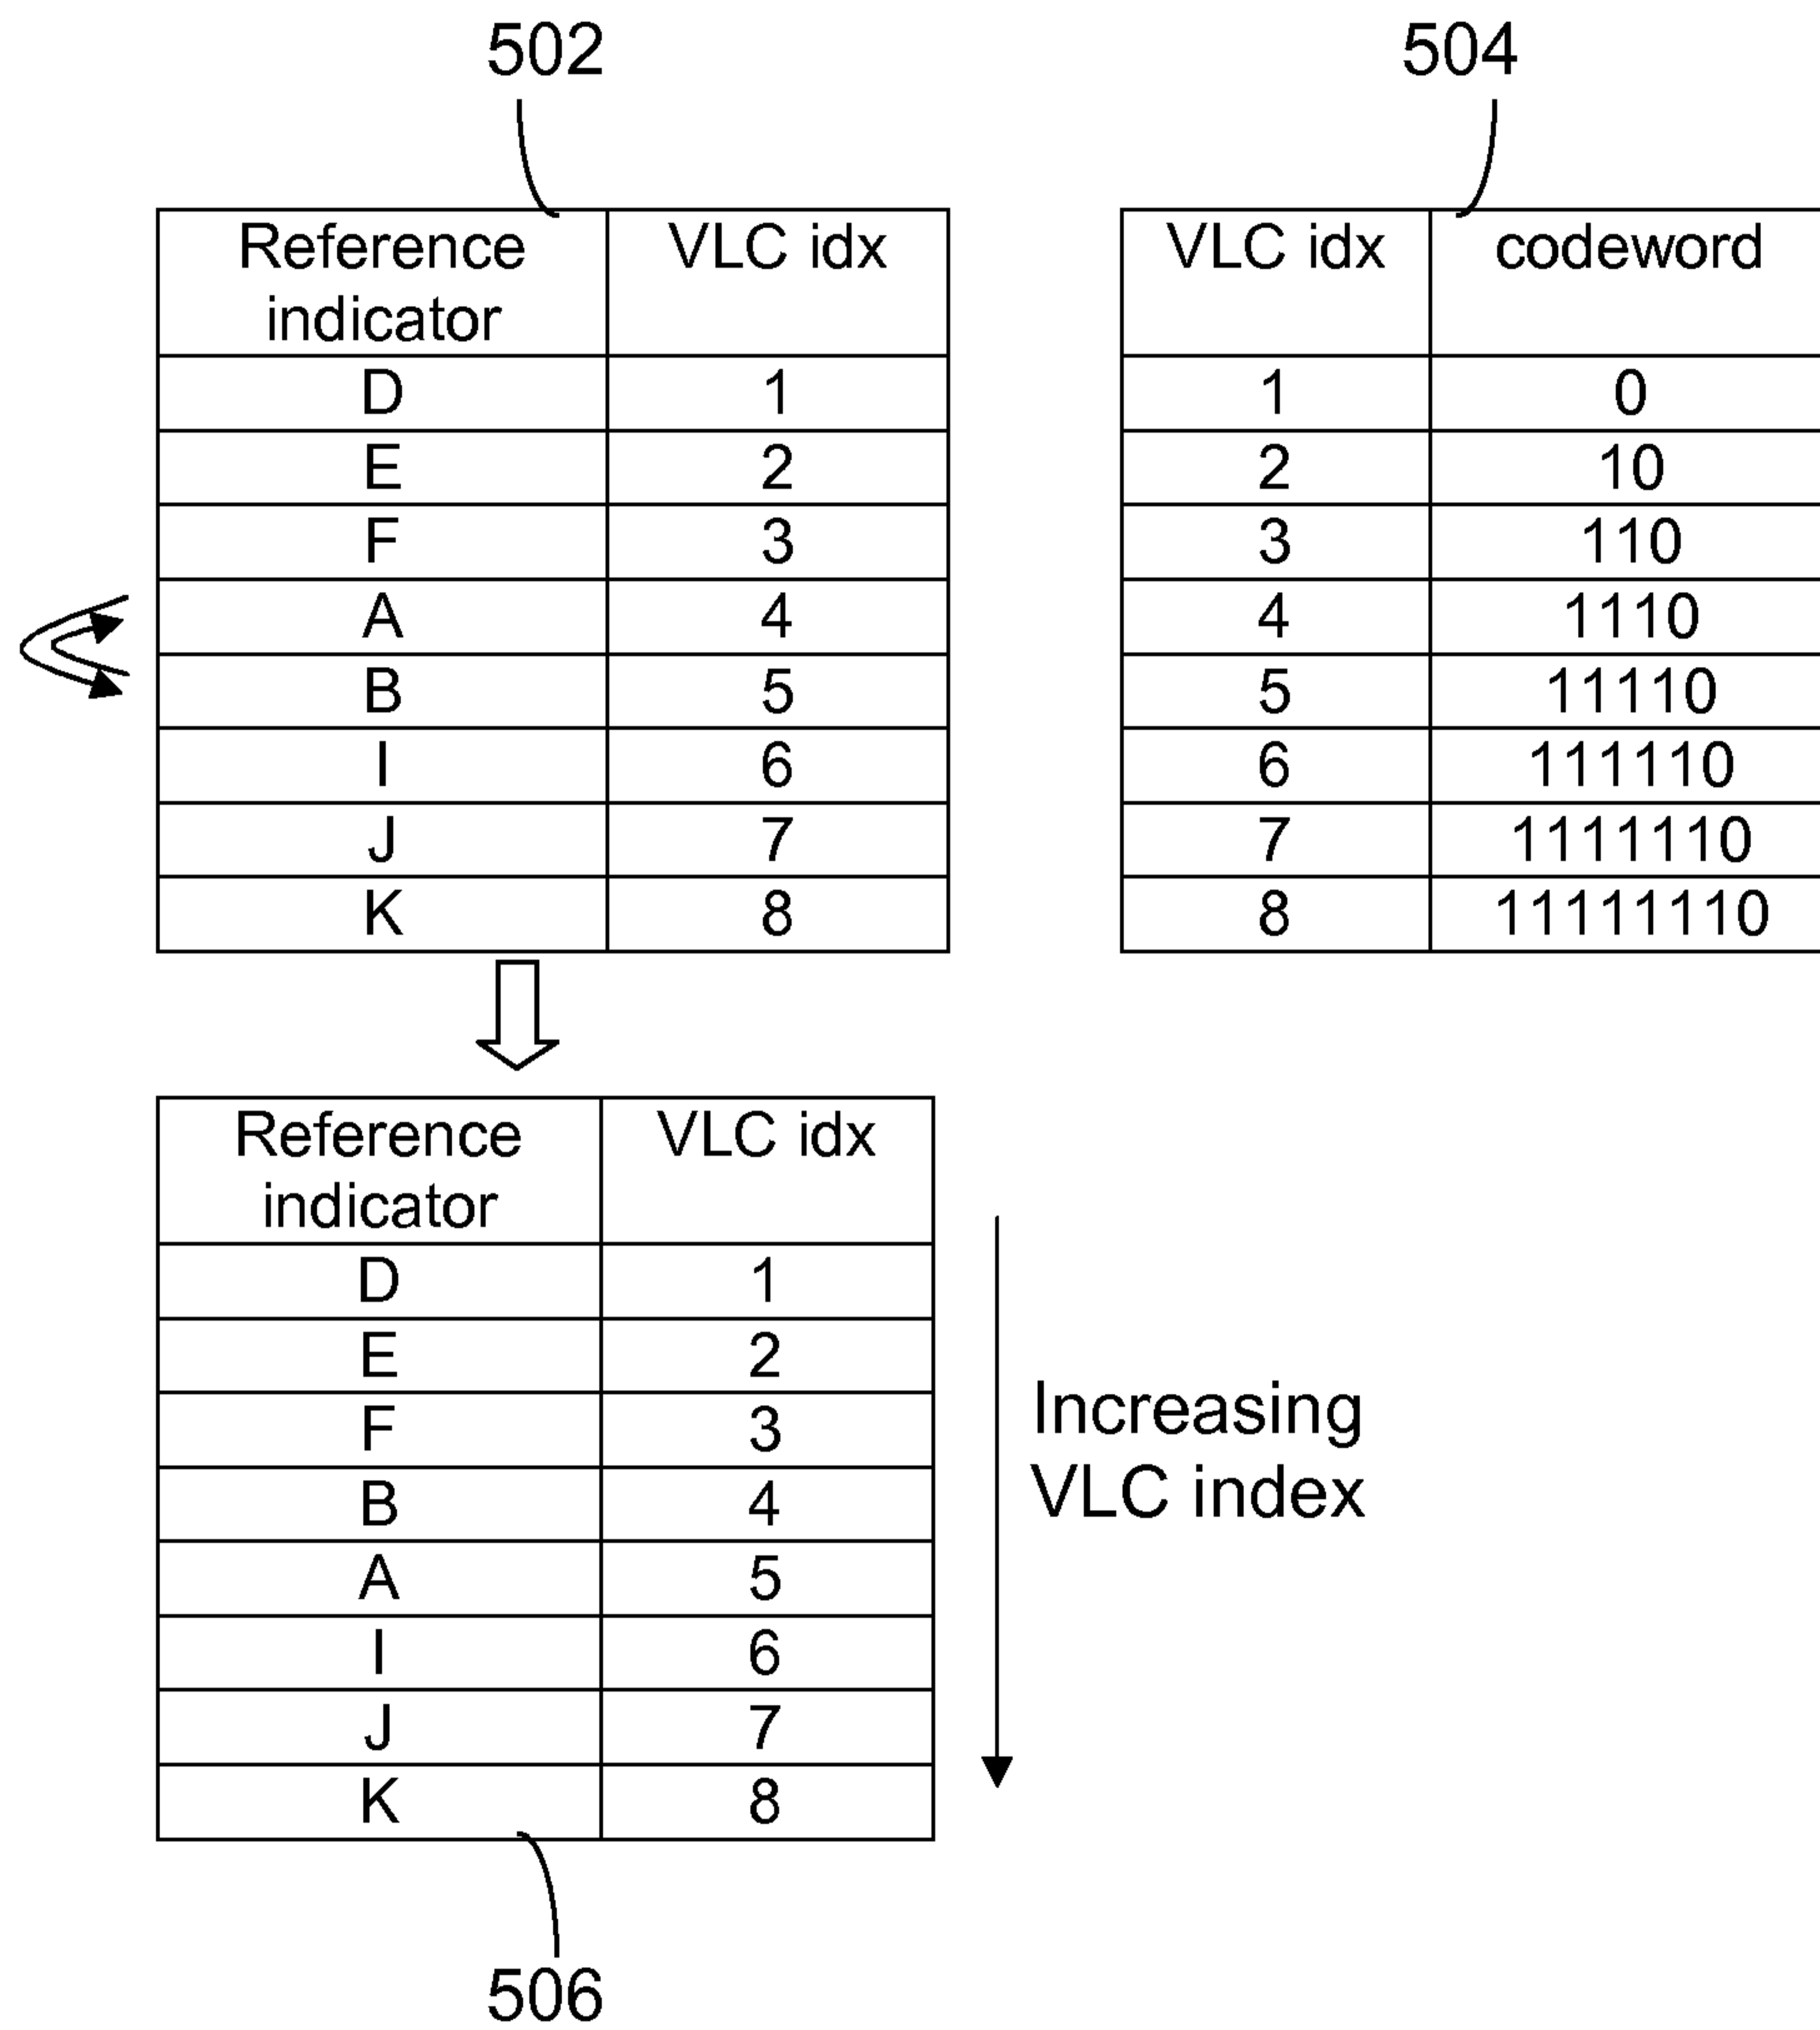 502
504
Reference indicator VLC idx
D 1
E 2
F 3
A 4
B 5
I 6
J 7
K 8
VLC idx codeword
1 0
2 10
3 110
4 1110
5 11110
6 111110
7 1111110
8 11111110
Reference indicator VLC idx
D 1
E 2
F 3
B 4
A 5
I 6
J 7
K 8
Increasing
VLC index
506